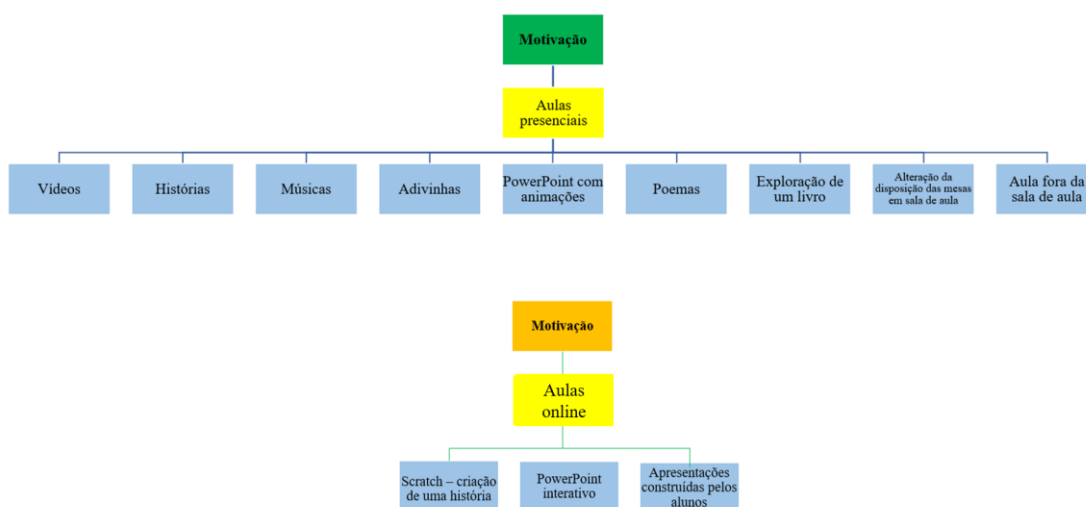 Motivação
Aulas
presenciais
Vídeos
Histórias
Músicas
Adivinhas
PowerPoint com
animações
Poemas
Exploração de
um livro
Alteração da
disposição das mesas
em sala de aula
Aula fora da
sala de aula
Motivação
Aulas
online
Scratch – criação
de uma história
PowerPoint
interativo
Apresentações
construídas pelos
alunos